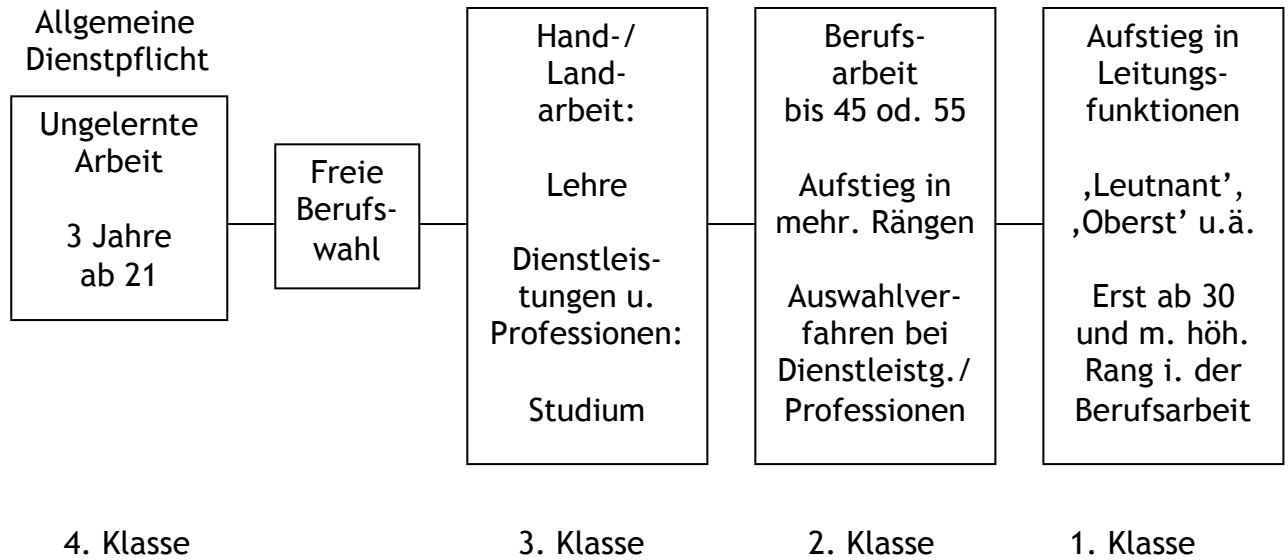 Allgemeine
Dienstpflicht
Ungelernte
Arbeit
3 Jahre
ab 21
Freie
Berufs-
wahl
Hand-/
Land-
arbeit:
Lehre
Dienstleis-
tungen u.
Professionen:
Studium
Berufs-
arbeit
bis 45 od. 55
Aufstieg in
mehr. Rängen
Auswahlver-
fahren bei
Dienstleistg./
Professionen
Aufstieg in
Leitungs-
funktionen
‚Leutnant’,
‚Oberst’ u.ä.
Erst ab 30
und m. höh.
Rang i. der
Berufsarbeit
4. Klasse
3. Klasse
2. Klasse
1. Klasse